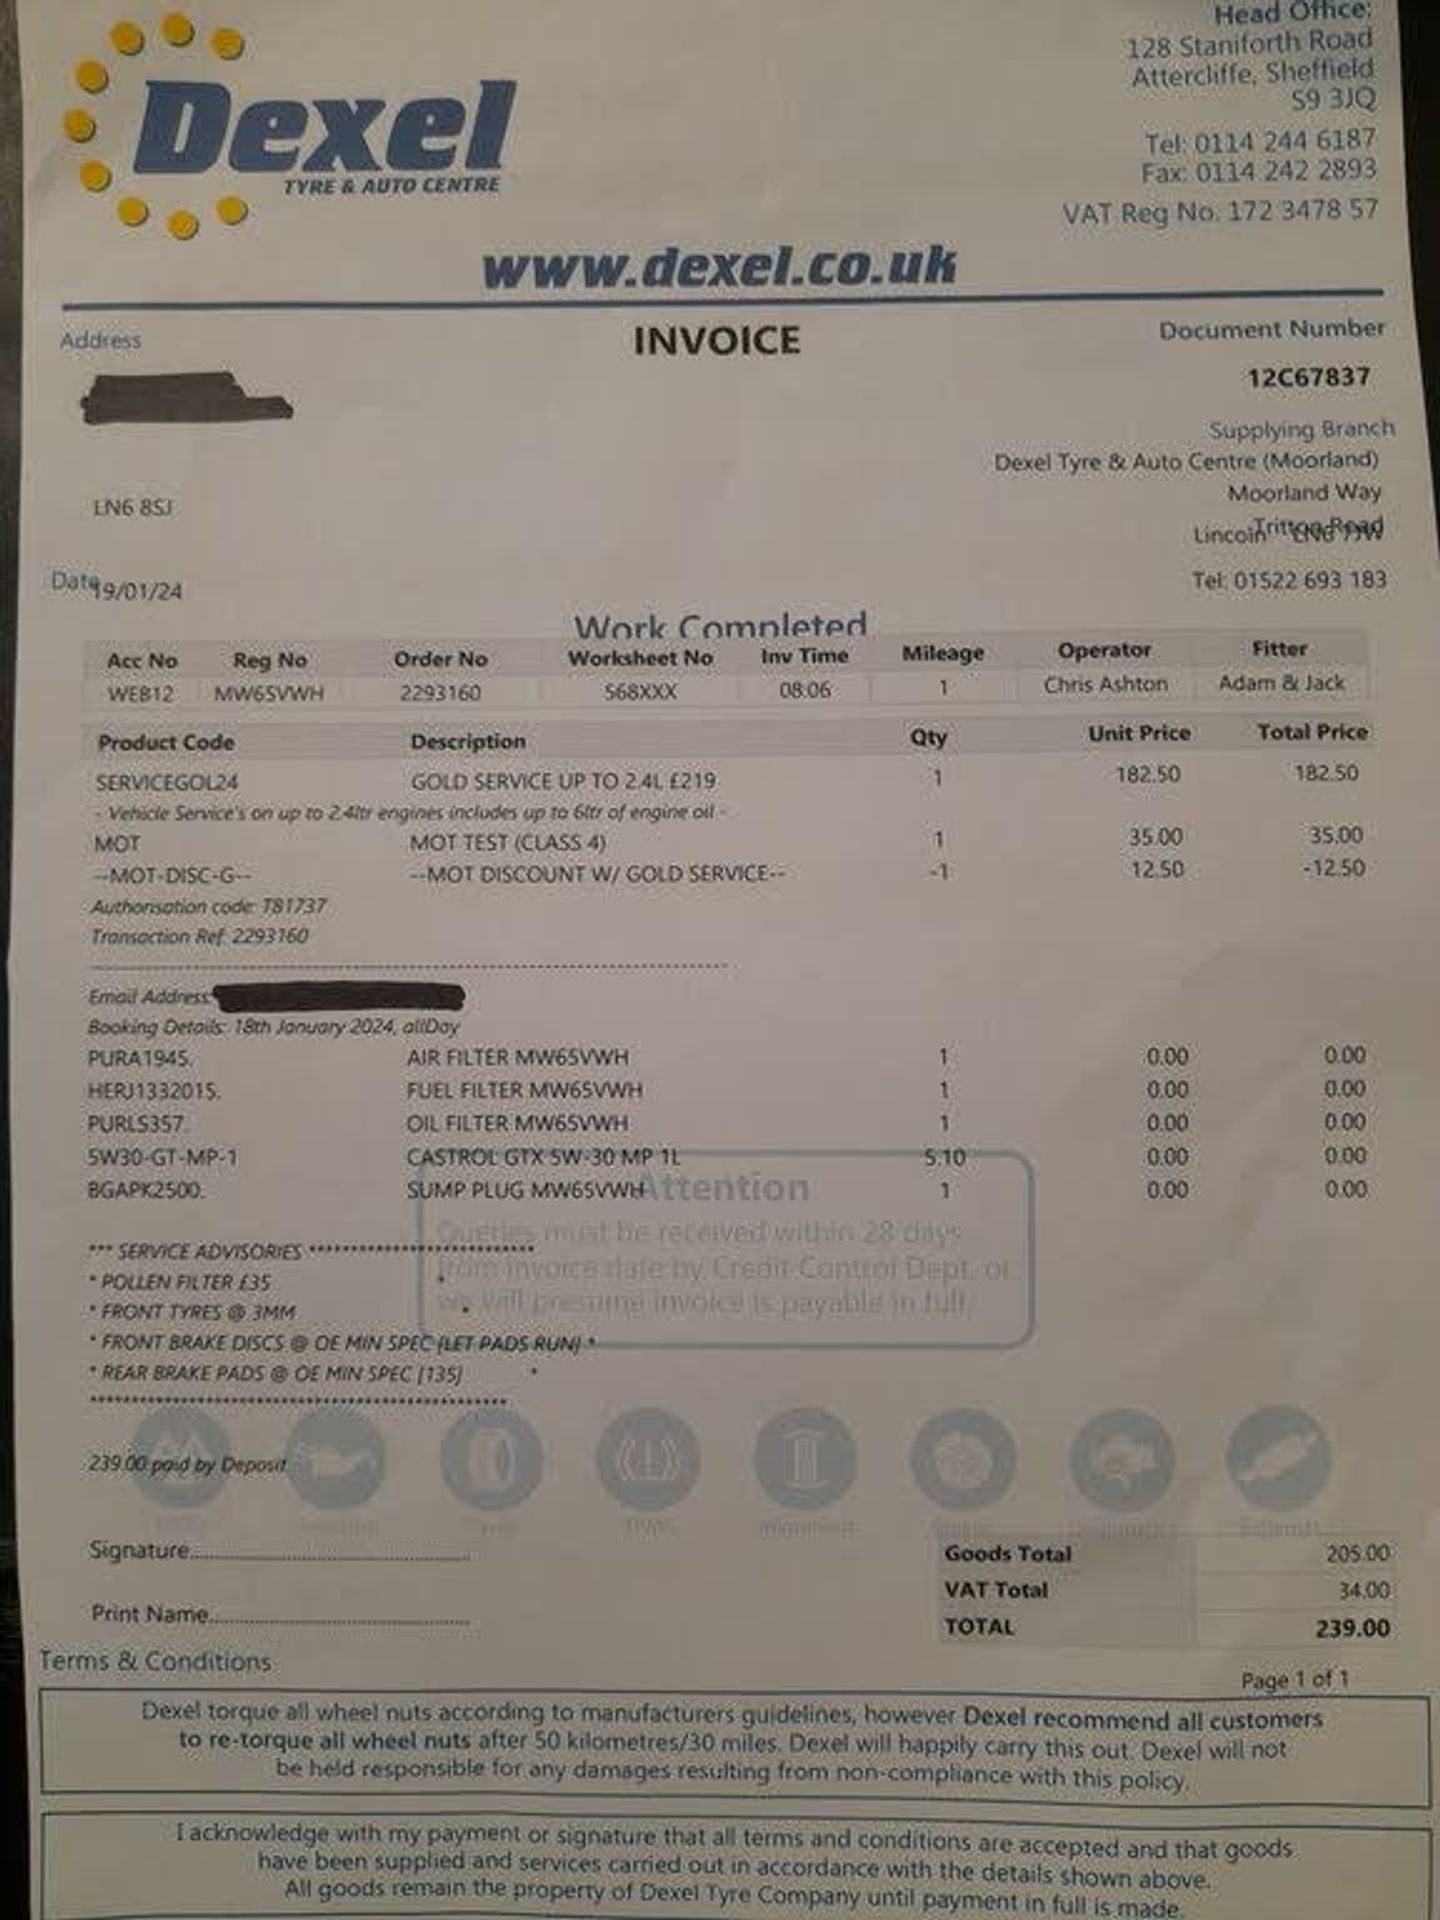 Head Office:
128 Staniforth Road
Attercliffe, Sheffield
S9 3JQ
Dexel
TYRE & AUTO CENTRE
Tel: 0114 244 6187
Fax: 0114 242 2893
VAT Reg No. 172 3478 57
www.dexel.co.uk
Address
INVOICE
Document Number
12C67837
Supplying Branch
Dexel Tyre & Auto Centre (Moorland)
Moorland Way
LN6 8SJ
Tritton Road
Lincoln LN6 7JW
Date
19/01/24
Tel: 01522 693 183
Work Completed
Acc No Reg No Order No Worksheet No Inv Time Mileage Operator Fitter
WEB12 MW65VWH 2293160 S68XXX 08:06 1 Chris Ashton Adam & Jack
Product Code Description Qty Unit Price Total Price
SERVICEGOL24 GOLD SERVICE UP TO 2.4L £219 1 182.50 182.50
- Vehicle Service's on up to 2.4ltr engines includes up to 6ltr of engine oil -
MOT MOT TEST (CLASS 4) 1 35.00 35.00
--MOT-DISC-G-- --MOT DISCOUNT W/ GOLD SERVICE-- -1 12.50 -12.50
Authorisation code: T81737
Transaction Ref: 2293160
Email Address:
Booking Details: 18th January 2024, allDay
PURA1945. AIR FILTER MW65VWH 1 0.00 0.00
HERJ1332015. FUEL FILTER MW65VWH 1 0.00 0.00
PURLS357. OIL FILTER MW65VWH 1 0.00 0.00
5W30-GT-MP-1 CASTROL GTX 5W-30 MP 1L 5.10 0.00 0.00
BGAPK2500. SUMP PLUG MW65VWH 1 0.00 0.00
Attention
Queries must be received within 28 days
from invoice date by Credit Control Dept. or
we will presume invoice is payable in full.
*** SERVICE ADVISORIES **************************
* POLLEN FILTER £35 *
* FRONT TYRES @ 3MM *
* FRONT BRAKE DISCS @ OE MIN SPEC [LET PADS RUN] *
* REAR BRAKE PADS @ OE MIN SPEC [135] *
************************************************
239.00 paid by Deposit
Signature
Print Name
Goods Total 205.00
VAT Total 34.00
TOTAL 239.00
Terms & Conditions
Page 1 of 1
Dexel torque all wheel nuts according to manufacturers guidelines, however Dexel recommend all customers
to re-torque all wheel nuts after 50 kilometres/30 miles. Dexel will happily carry this out. Dexel will not
be held responsible for any damages resulting from non-compliance with this policy.
I acknowledge with my payment or signature that all terms and conditions are accepted and that goods
have been supplied and services carried out in accordance with the details shown above.
All goods remain the property of Dexel Tyre Company until payment in full is made.